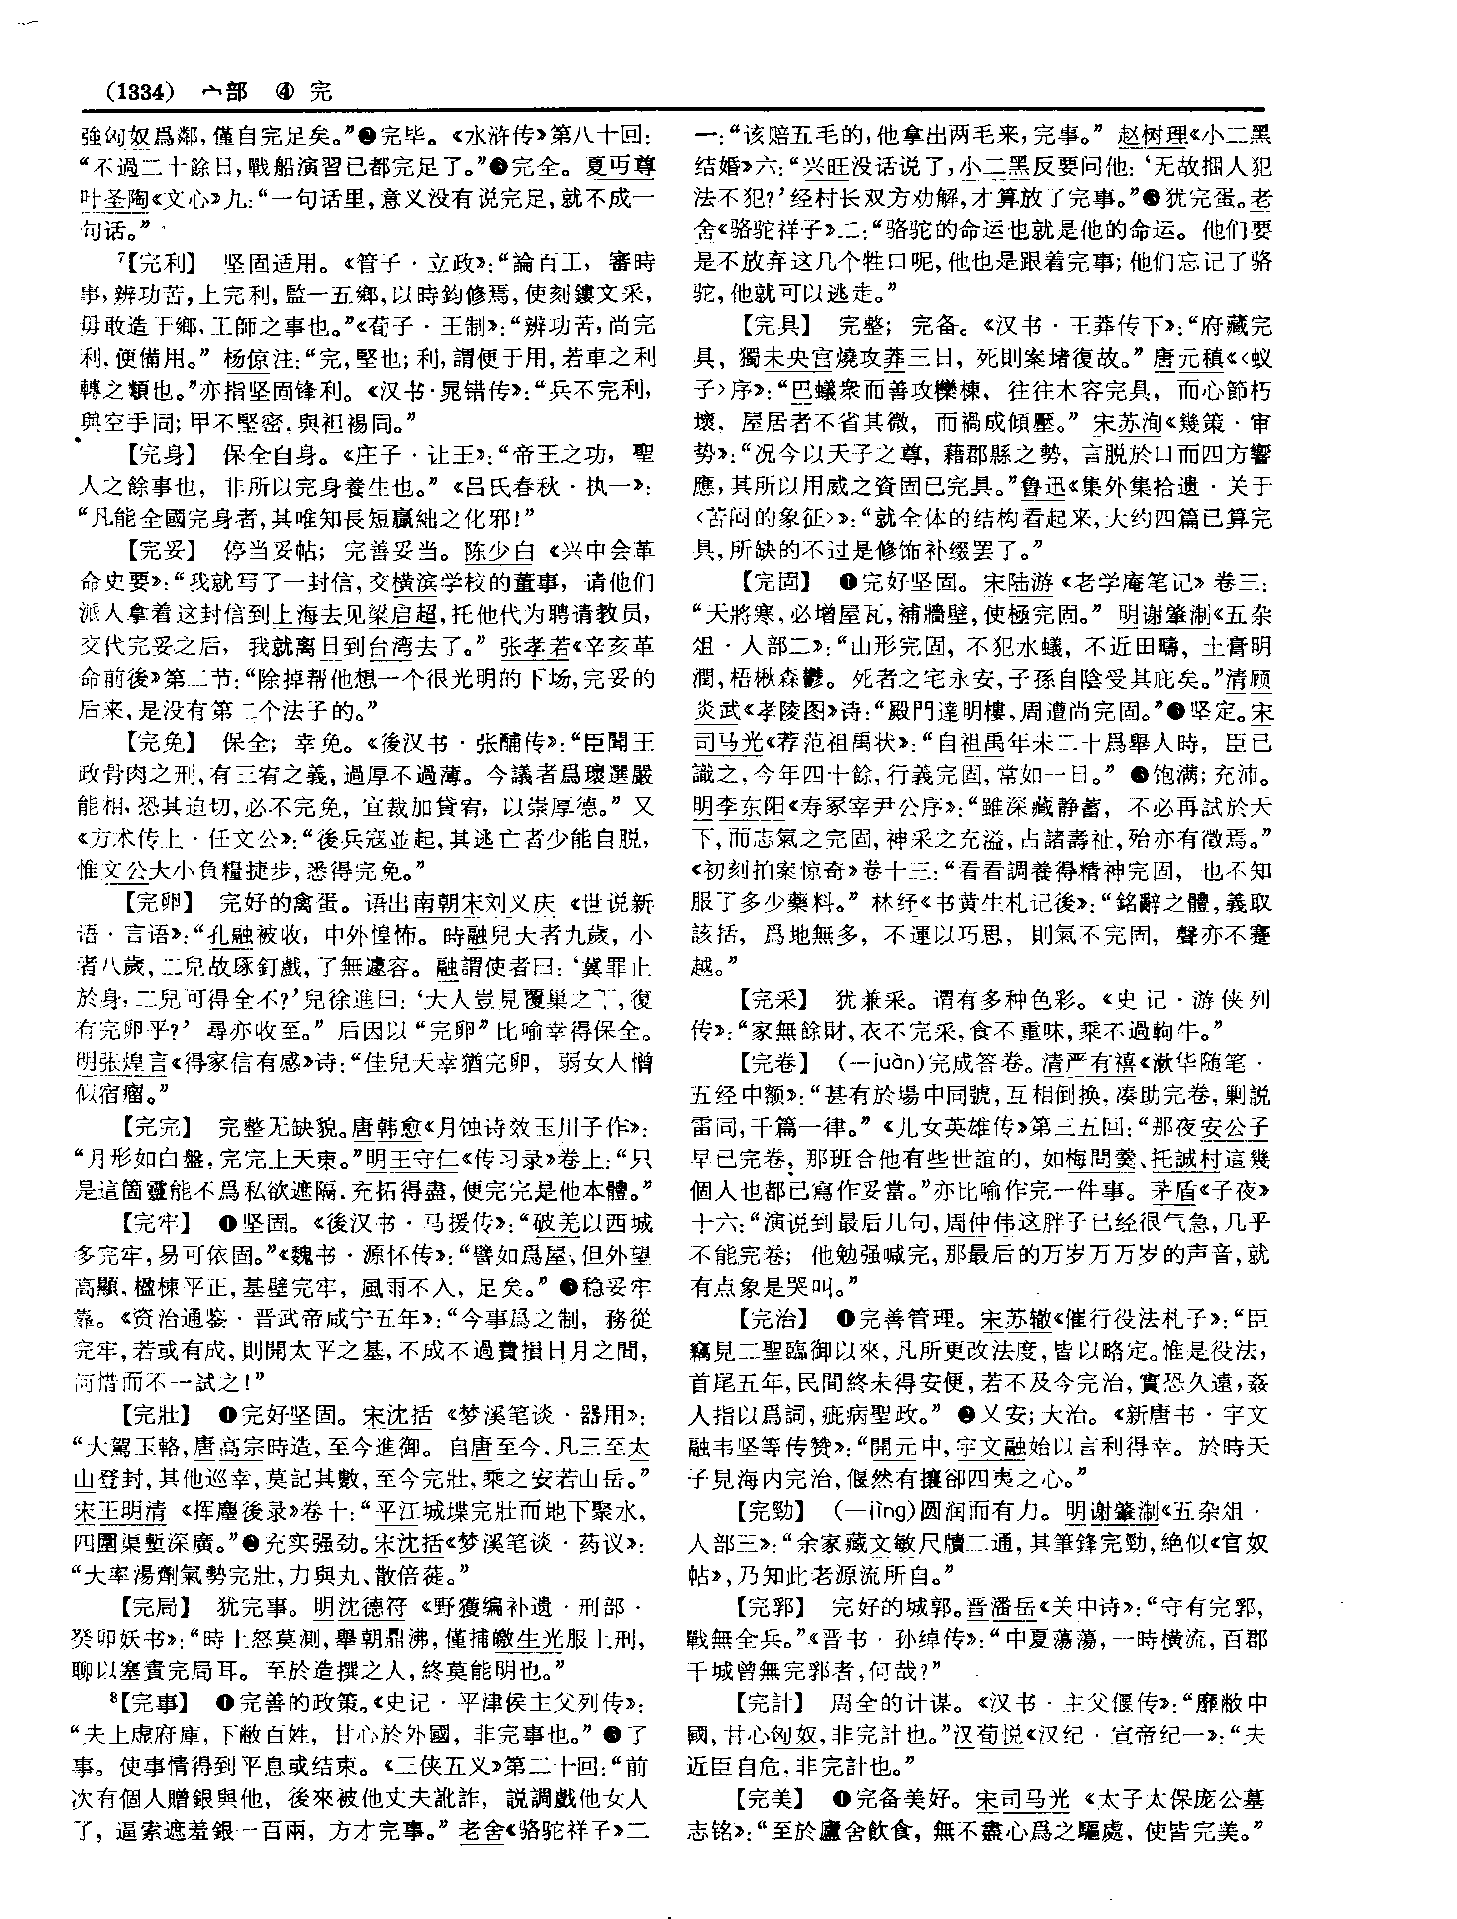 (1334) 宀部 ④ 完
強匈奴爲鄰，僅自完足矣。”❷完毕。《水浒传》第八十回：
“不過二十餘日，戰船演習已都完足了。”❸完全。夏丏尊
叶圣陶《文心》九：“一句话里，意义没有说完足，就不成一
句话。”
7【完利】 坚固适用。《管子·立政》：“論百工，審時
事，辨功苦，上完利，監一五鄉，以時鈞修焉，使刻鏤文采，
毋敢造于鄉，工師之事也。”《荀子·王制》：“辨功苦，尚完
利，便備用。” 杨倞注：“完，堅也；利，謂便于用，若車之利
轉之類也。”亦指坚固锋利。《汉书·晁错传》：“兵不完利，
與空手同；甲不堅密，與袒裼同。”
【完身】 保全自身。《庄子·让王》：“帝王之功，聖
人之餘事也，非所以完身養生也。”《吕氏春秋·执一》：
“凡能全國完身者，其唯知長短贏絀之化邪！”
【完妥】 停当妥帖；完善妥当。陈少白《兴中会革
命史要》：“我就写了一封信，交横滨学校的董事，请他们
派人拿着这封信到上海去见梁启超，托他代为聘请教员，
交代完妥之后，我就离日到台湾去了。” 张孝若《辛亥革
命前後》第二节：“除掉帮他想一个很光明的下场，完妥的
后来，是没有第二个法子的。”
【完免】 保全；幸免。《後汉书·张酺传》：“臣聞王
政骨肉之刑，有三宥之義，過厚不過薄。今議者爲瓌選嚴
能相，恐其迫切，必不完免，宜裁加貸宥，以崇厚德。” 又
《方术传上·任文公》：“後兵寇並起，其逃亡者少能自脱，
惟文公大小負糧捷步，悉得完免。”
【完卵】 完好的禽蛋。语出南朝宋刘义庆《世说新
语·言语》：“孔融被收，中外惶怖。時融兒大者九歲，小
者八歲，二兒故琢釘戲，了無遽容。融謂使者曰：‘冀罪止
於身，二兒可得全不？’兒徐進曰：‘大人豈見覆巢之下，復
有完卵乎？’尋亦收至。” 后因以“完卵”比喻幸得保全。
明张煌言《得家信有感》诗：“佳兒天幸猶完卵，弱女人憎
似宿瘤。”
【完完】 完整无缺貌。唐韩愈《月蚀诗效玉川子作》：
“月形如白盤，完完上天東。”明王守仁《传习录》卷上：“只
是這箇靈能不爲私欲遮隔，充拓得盡，便完完是他本體。”
【完牢】 ❶坚固。《後汉书·马援传》：“破羌以西城
多完牢，易可依固。”《魏书·源怀传》：“譬如爲屋，但外望
高顯，楹棟平正，基壁完牢，風雨不入，足矣。” ❷稳妥牢
靠。《资治通鉴·晋武帝咸宁五年》：“今事爲之制，務從
完牢，若或有成，則開太平之基，不成不過費損日月之間，
何惜而不一試之！”
【完壯】 ❶完好坚固。宋沈括《梦溪笔谈·器用》：
“大駕玉輅，唐高宗時造，至今進御。自唐至今，凡三至太
山登封，其他巡幸，莫記其數，至今完壯，乘之安若山岳。”
宋王明清《挥麈後录》卷十：“平江城堞完壯而地下聚水，
四圍渠塹深廣。”❷充实强劲。宋沈括《梦溪笔谈·药议》：
“大率湯劑氣勢完壯，力與丸、散倍蓰。”
【完局】 犹完事。明沈德符《野獲编补遗·刑部·
癸卯妖书》：“時上怒莫測，舉朝鼎沸，僅捕皦生光服上刑，
聊以塞責完局耳。至於造撰之人，終莫能明也。”
8【完事】 ❶完善的政策。《史记·平津侯主父列传》：
“夫上虚府庫，下敝百姓，甘心於外國，非完事也。” ❷了
事。使事情得到平息或结束。《三侠五义》第二十回：“前
次有個人贈銀與他，後來被他丈夫訛詐，説調戲他女人
了，逼索遮羞銀一百兩，方才完事。” 老舍《骆驼祥子》二
一：“该赔五毛的，他拿出两毛来，完事。” 赵树理《小二黑
结婚》六：“兴旺没话说了，小二黑反要问他：‘无故捆人犯
法不犯？’经村长双方劝解，才算放了完事。”❸犹完蛋。老
舍《骆驼祥子》二：“骆驼的命运也就是他的命运。他们要
是不放弃这几个牲口呢，他也是跟着完事；他们忘记了骆
驼，他就可以逃走。”
【完具】 完整；完备。《汉书·王莽传下》：“府藏完
具，獨未央宫燒攻莽三日，死則案堵復故。” 唐元稹《〈蚁
子〉序》：“巴蟻衆而善攻欒棟，往往木容完具，而心節朽
壞，屋居者不省其微，而禍成傾壓。” 宋苏洵《幾策·审
势》：“况今以天子之尊，藉郡縣之勢，言脱於口而四方響
應，其所以用威之資固已完具。”鲁迅《集外集拾遗·关于
〈苦闷的象征〉》：“就全体的结构看起来，大约四篇已算完
具，所缺的不过是修饰补缀罢了。”
【完固】 ❶完好坚固。宋陆游《老学庵笔记》卷三：
“天將寒，必增屋瓦，補牆壁，使極完固。” 明谢肇淛《五杂
俎·人部二》：“山形完固，不犯水蟻，不近田疇，土膏明
潤，梧楸森鬱。死者之宅永安，子孫自陰受其庇矣。”清顾
炎武《孝陵图》诗：“殿門達明樓，周遭尚完固。”❷坚定。宋
司马光《荐范祖禹状》：“自祖禹年未二十爲舉人時，臣已
識之，今年四十餘，行義完固，常如一日。” ❸饱满；充沛。
明李东阳《寿冢宰尹公序》：“雖深藏静蓄，不必再試於天
下，而志氣之完固，神采之充溢，占諸壽祉，殆亦有徵焉。”
《初刻拍案惊奇》卷十三：“看看調養得精神完固，也不知
服了多少藥料。” 林纾《书黄生札记後》：“銘辭之體，義取
該括，爲地無多，不運以巧思，則氣不完固，聲亦不蹇
越。”
【完采】 犹兼采。谓有多种色彩。《史记·游侠列
传》：“家無餘財，衣不完采，食不重味，乘不過軥牛。”
【完卷】 （—juàn）完成答卷。清严有禧《漱华随笔·
五经中额》：“甚有於場中同號，互相倒换，凑助完卷，剿説
雷同，千篇一律。”《儿女英雄传》第三五回：“那夜安公子
早已完卷，那班合他有些世誼的，如梅問羹、托誠村這幾
個人也都已寫作妥當。”亦比喻作完一件事。茅盾《子夜》
十六：“演说到最后几句，周仲伟这胖子已经很气急，几乎
不能完卷；他勉强喊完，那最后的万岁万万岁的声音，就
有点象是哭叫。”
【完治】 ❶完善管理。宋苏辙《催行役法札子》：“臣
竊見二聖臨御以來，凡所更改法度，皆以略定。惟是役法，
首尾五年，民間終未得安便，若不及今完治，實恐久遠，姦
人指以爲詞，疵病聖政。” ❷乂安；大治。《新唐书·宇文
融韦坚等传赞》：“開元中，宇文融始以言利得幸。於時天
子見海内完治，偃然有攘卻四夷之心。”
【完勁】 （—jìng）圆润而有力。明谢肇淛《五杂俎·
人部三》：“余家藏文敏尺牘二通，其筆鋒完勁，絶似《官奴
帖》，乃知此老源流所自。”
【完郛】 完好的城郭。晋潘岳《关中诗》：“守有完郛，
戰無全兵。”《晋书·孙绰传》：“中夏蕩蕩，一時横流，百郡
千城曾無完郛者，何哉？”
【完計】 周全的计谋。《汉书·主父偃传》：“靡敝中
國，甘心匈奴，非完計也。”汉荀悦《汉纪·宣帝纪一》：“夫
近臣自危，非完計也。”
【完美】 ❶完备美好。宋司马光《太子太保庞公墓
志铭》：“至於廬舍飲食，無不盡心爲之驅處，使皆完美。”